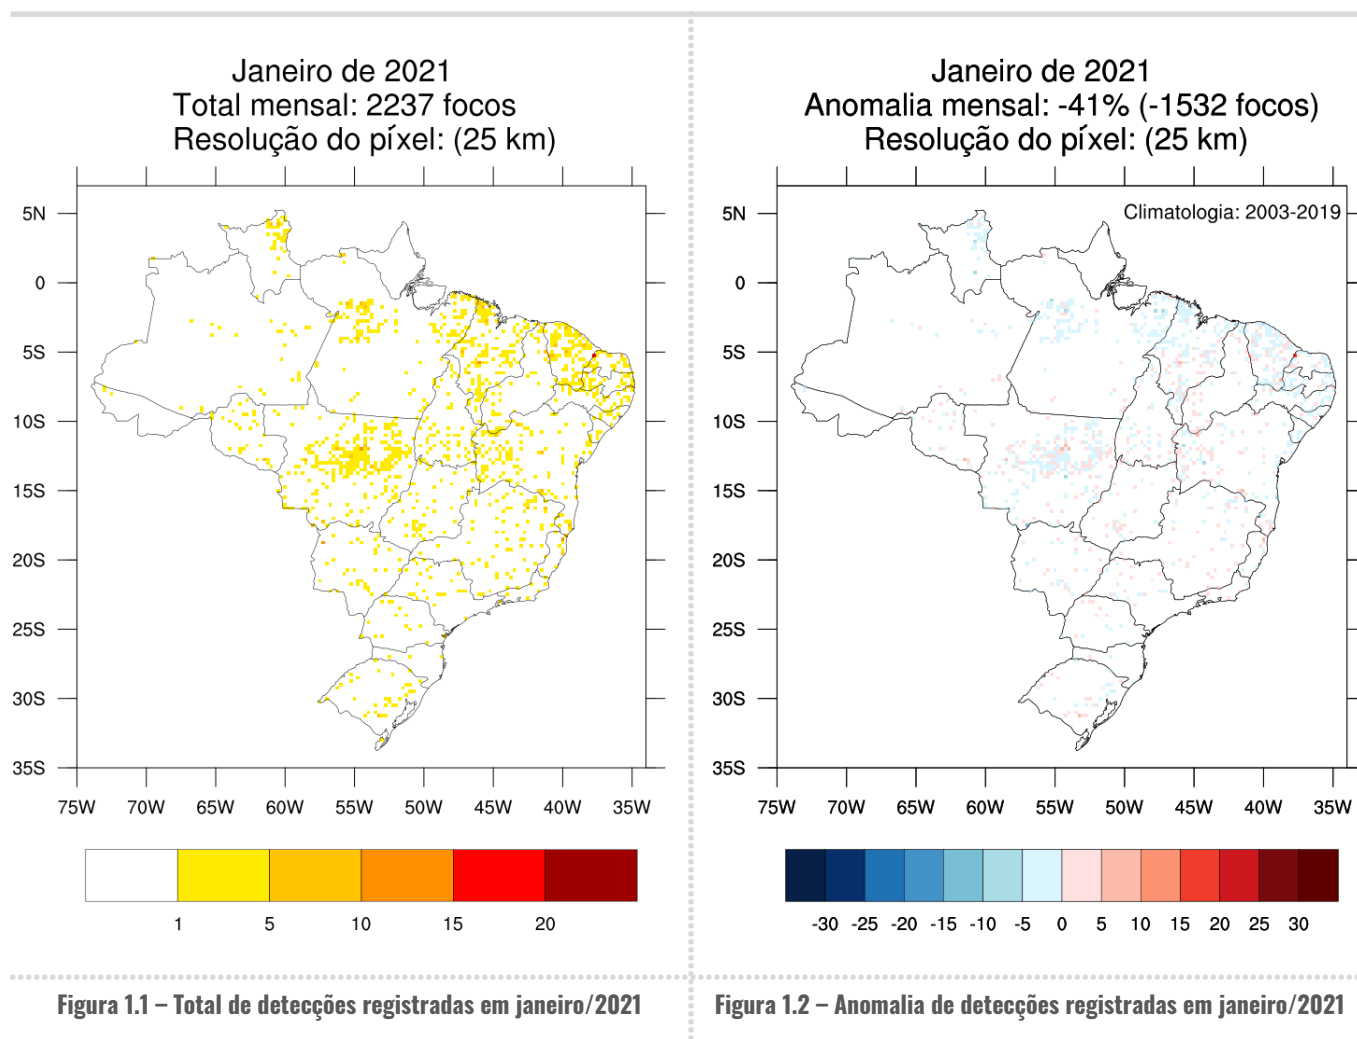 Janeiro de 2021
Total mensal: 2237 focos
Resolução do píxel: (25 km)
5N
0
5S
10S
15S
20S
25S
30S
35S
75W 70W 65W 60W 55W 50W 45W 40W 35W
1 5 10 15 20
Figura 1.1 – Total de detecções registradas em janeiro/2021
Janeiro de 2021
Anomalia mensal: -41% (-1532 focos)
Resolução do píxel: (25 km)
Climatologia: 2003-2019
5N
0
5S
10S
15S
20S
25S
30S
35S
75W 70W 65W 60W 55W 50W 45W 40W 35W
-30 -25 -20 -15 -10 -5 0 5 10 15 20 25 30
Figura 1.2 – Anomalia de detecções registradas em janeiro/2021